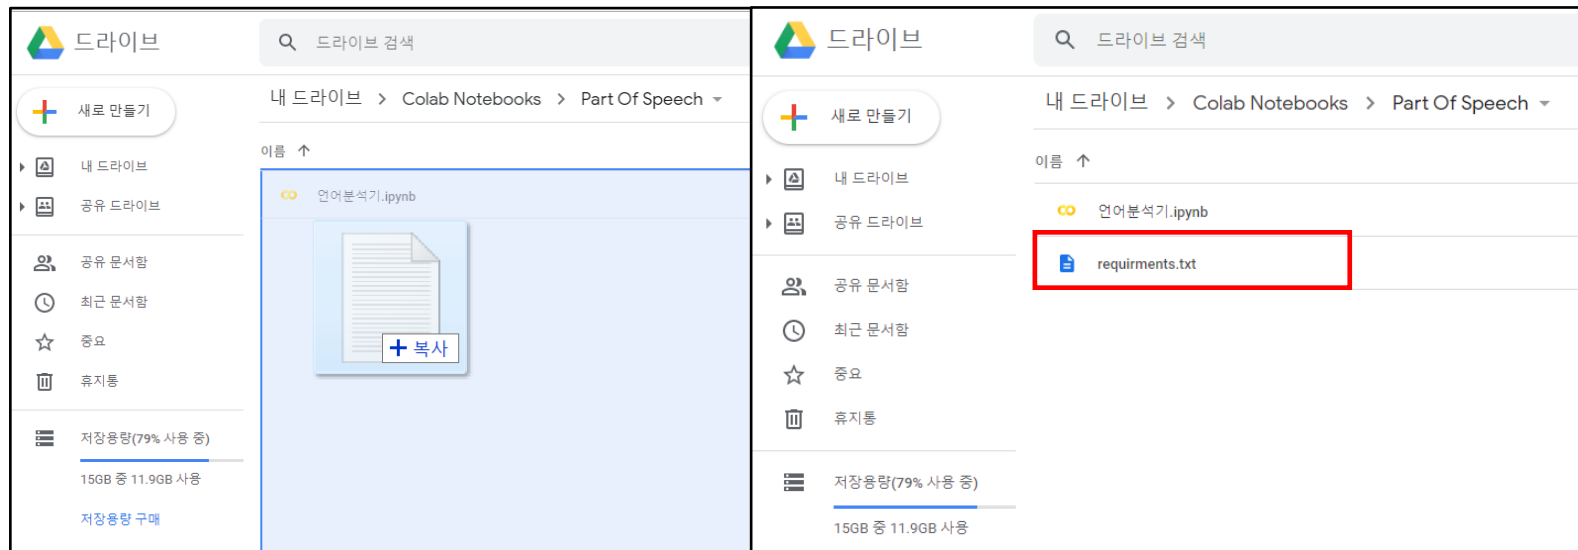 드라이브
드라이브 검색
새로 만들기
내 드라이브 > Colab Notebooks > Part Of Speech
이름
내 드라이브
공유 드라이브
언어분석기.ipynb
복사
공유 문서함
최근 문서함
중요
휴지통
저장용량(79% 사용 중)
15GB 중 11.9GB 사용
저장용량 구매
드라이브
드라이브 검색
새로 만들기
내 드라이브 > Colab Notebooks > Part Of Speech
이름
내 드라이브
공유 드라이브
언어분석기.ipynb
requirments.txt
공유 문서함
최근 문서함
중요
휴지통
저장용량(79% 사용 중)
15GB 중 11.9GB 사용